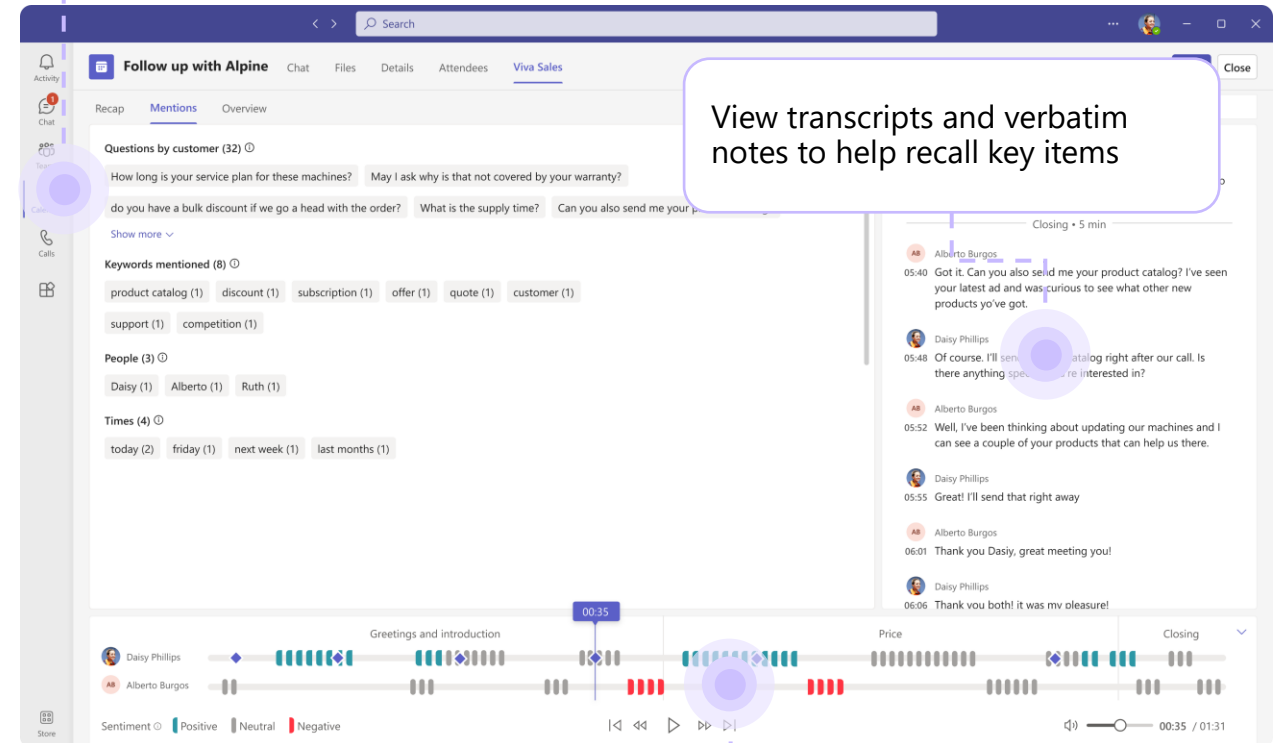 Search
Activity
Chat
Calls
Store
Follow up with Alpine
Chat Files Details Attendees Viva Sales
Close
Recap Mentions Overview
View transcripts and verbatim
notes to help recall key items
Questions by customer (32)
How long is your service plan for these machines? May I ask why is that not covered by your warranty?
do you have a bulk discount if we go a head with the order? What is the supply time? Can you also send me your
Show more
Keywords mentioned (8)
product catalog (1) discount (1) subscription (1) offer (1) quote (1) customer (1)
support (1) competition (1)
People (3)
Daisy (1) Alberto (1) Ruth (1)
Times (4)
today (2) friday (1) next week (1) last months (1)
Closing • 5 min
AB Alberto Burgos
05:40 Got it. Can you also send me your product catalog? I've seen
your latest ad and was curious to see what other new
products yo've got.
Daisy Phillips
05:48 Of course. I'll send catalog right after our call. Is
there anything interested in?
AB Alberto Burgos
05:52 Well, I've been thinking about updating our machines and I
can see a couple of your products that can help us there.
Daisy Phillips
05:55 Great! I'll send that right away
AB Alberto Burgos
06:01 Thank you Dasiy, great meeting you!
Daisy Phillips
06:06 Thank you both! it was my pleasure!
00:35
Greetings and introduction Price Closing
Daisy Phillips
AB Alberto Burgos
Sentiment Positive Neutral Negative
00:35 / 01:31